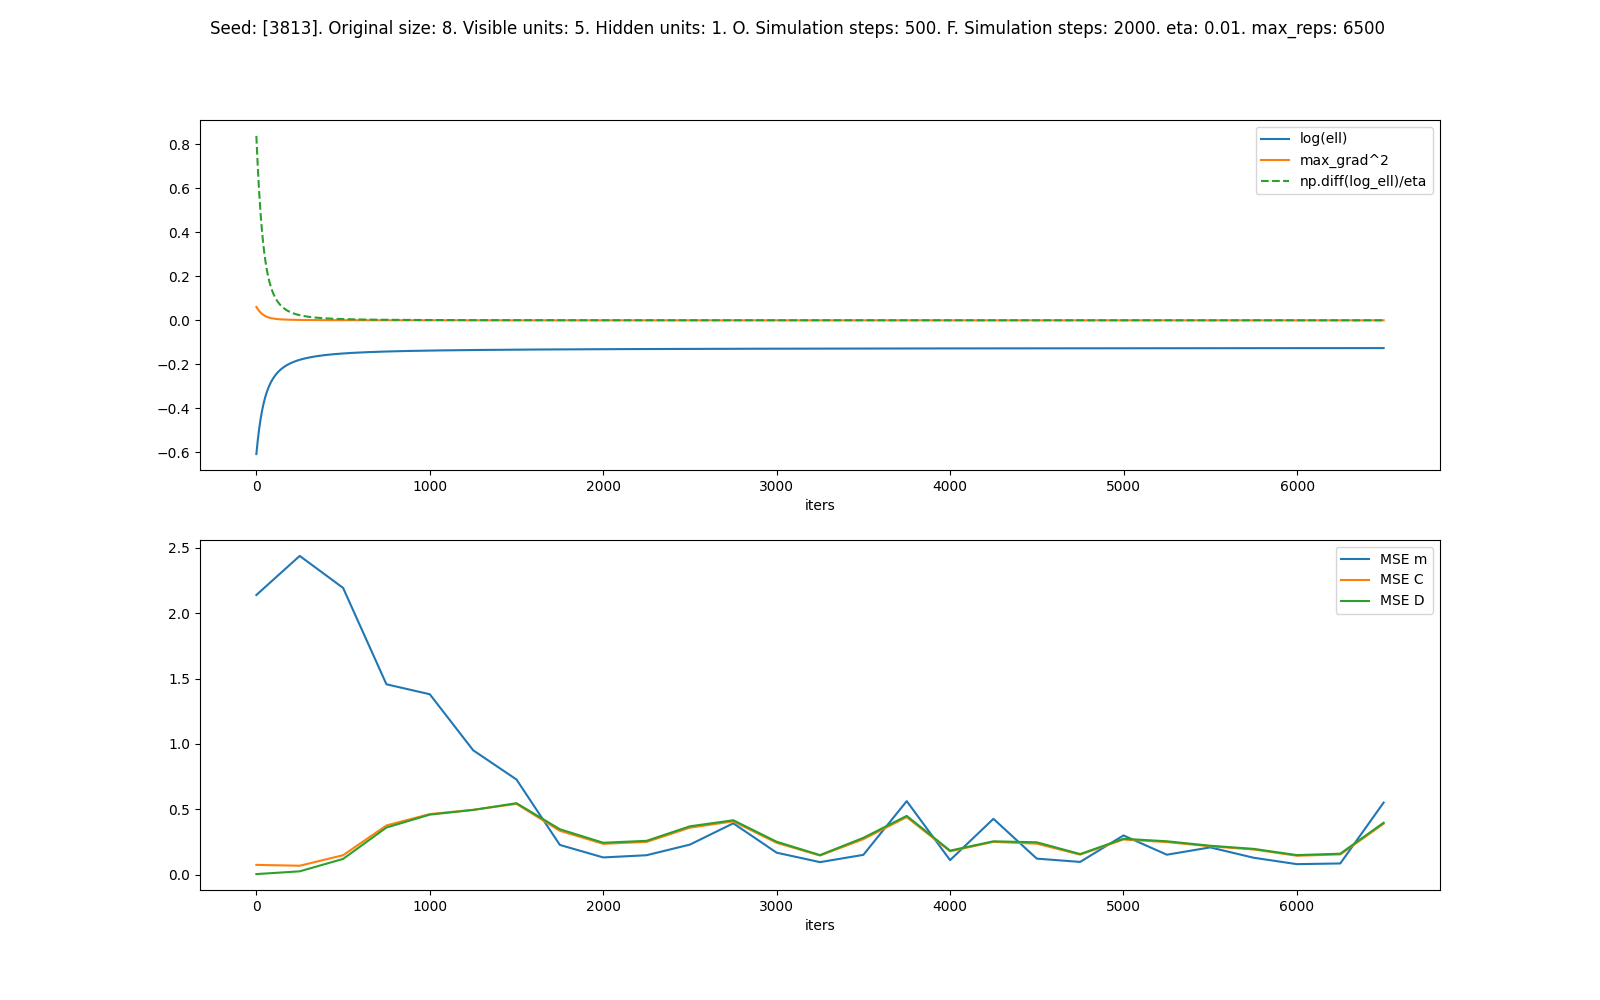 Seed: [3813]. Original size: 8. Visible units: 5. Hidden units: 1. O. Simulation steps: 500. F. Simulation steps: 2000. eta: 0.01. max_reps: 6500
0.8
0.6
0.4
0.2
0.0
−0.2
−0.4
−0.6
log(ell)
max_grad^2
np.diff(log_ell)/eta
0 1000 2000 3000 4000 5000 6000
iters
2.5
2.0
1.5
1.0
0.5
0.0
MSE m
MSE C
MSE D
0 1000 2000 3000 4000 5000 6000
iters